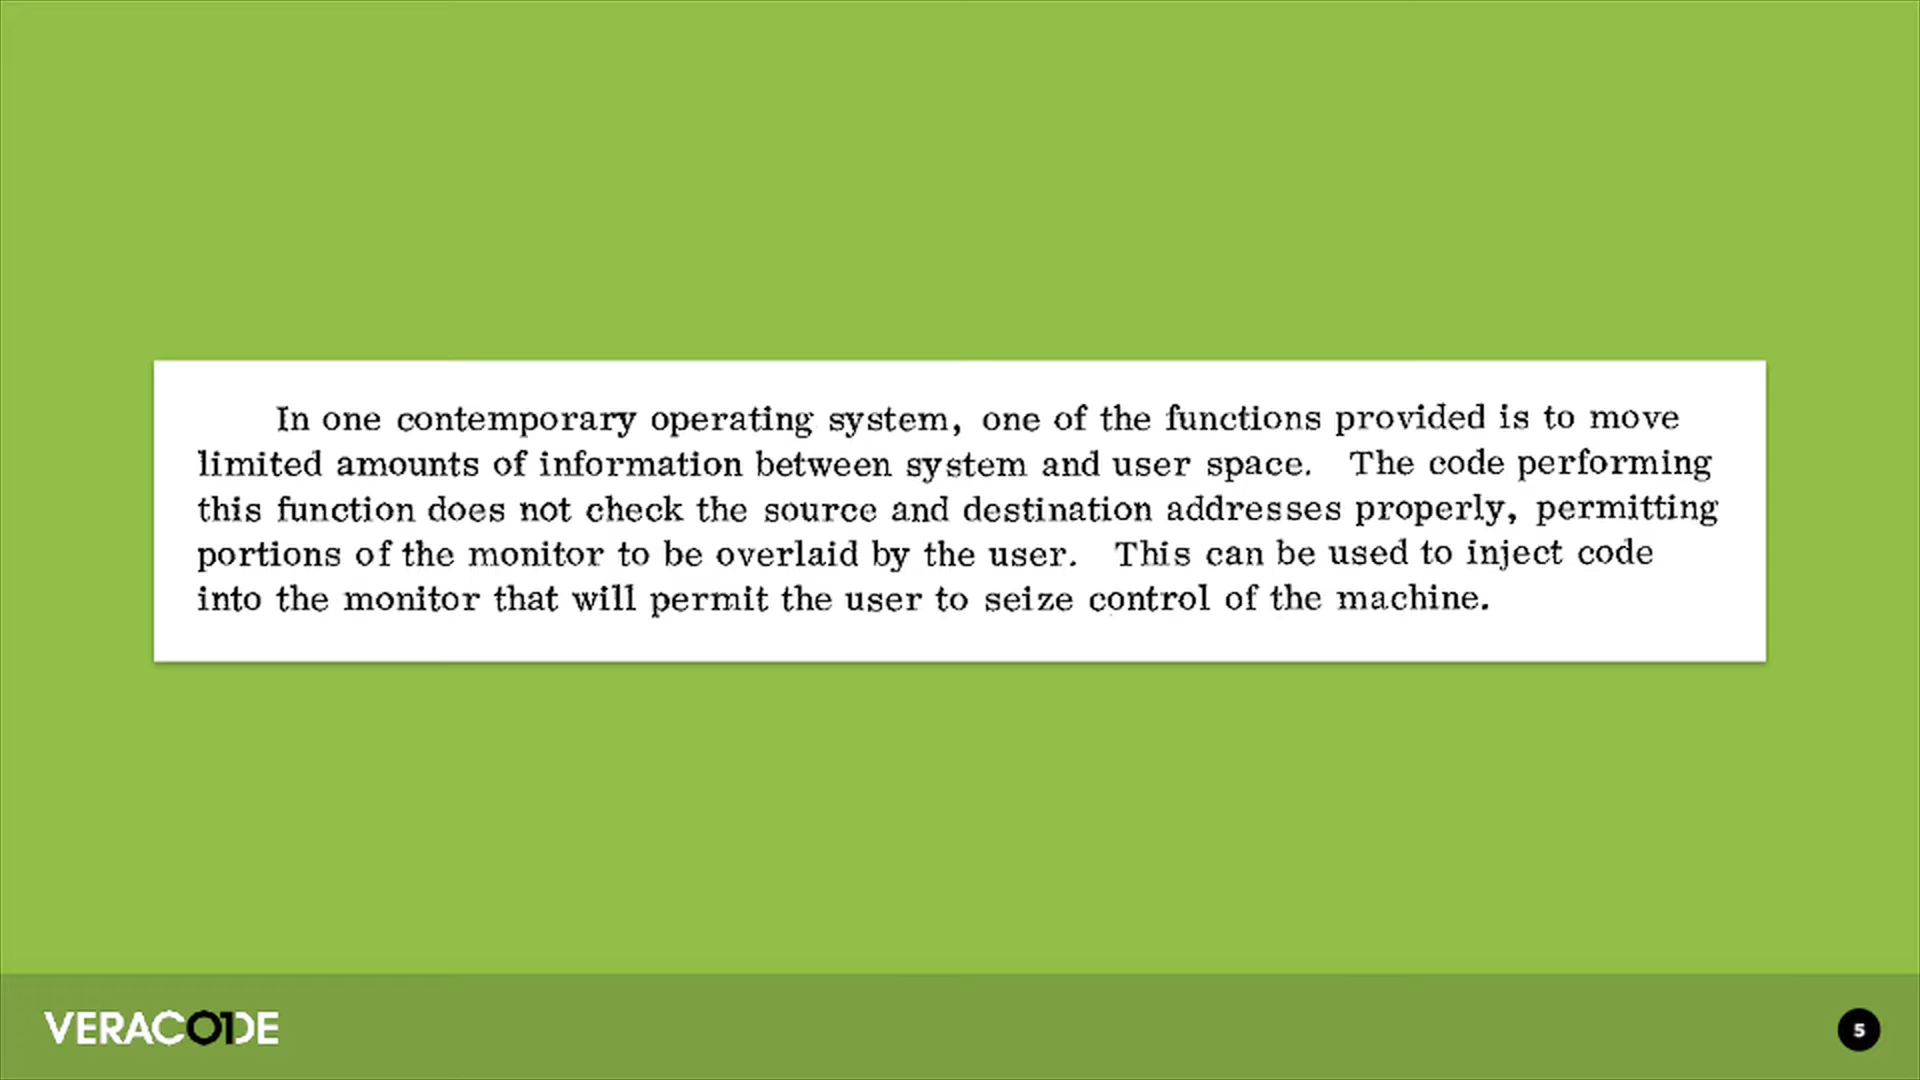 In one contemporary operating system, one of the functions provided is to move
limited amounts of information between system and user space. The code performing
this function does not check the source and destination addresses properly, permitting
portions of the monitor to be overlaid by the user. This can be used to inject code
into the monitor that will permit the user to seize control of the machine.
VERACODE
5